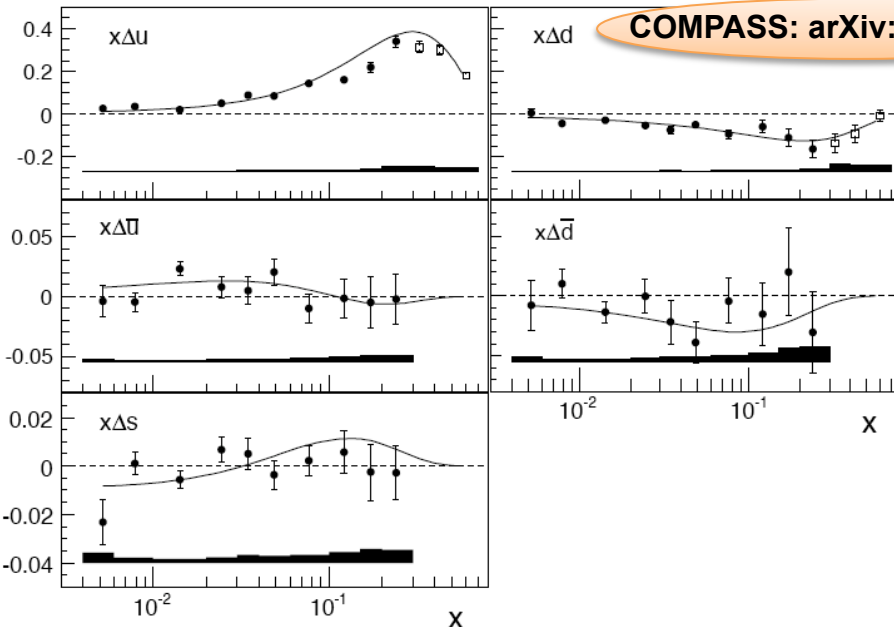 COMPASS: arXiv:
0.4
0.2
0
-0.2
xΔu
xΔd
0.05
0
-0.05
xΔu̅
xΔd̅
0.02
0
-0.02
-0.04
xΔs
10⁻² 10⁻¹ x
10⁻² 10⁻¹ x